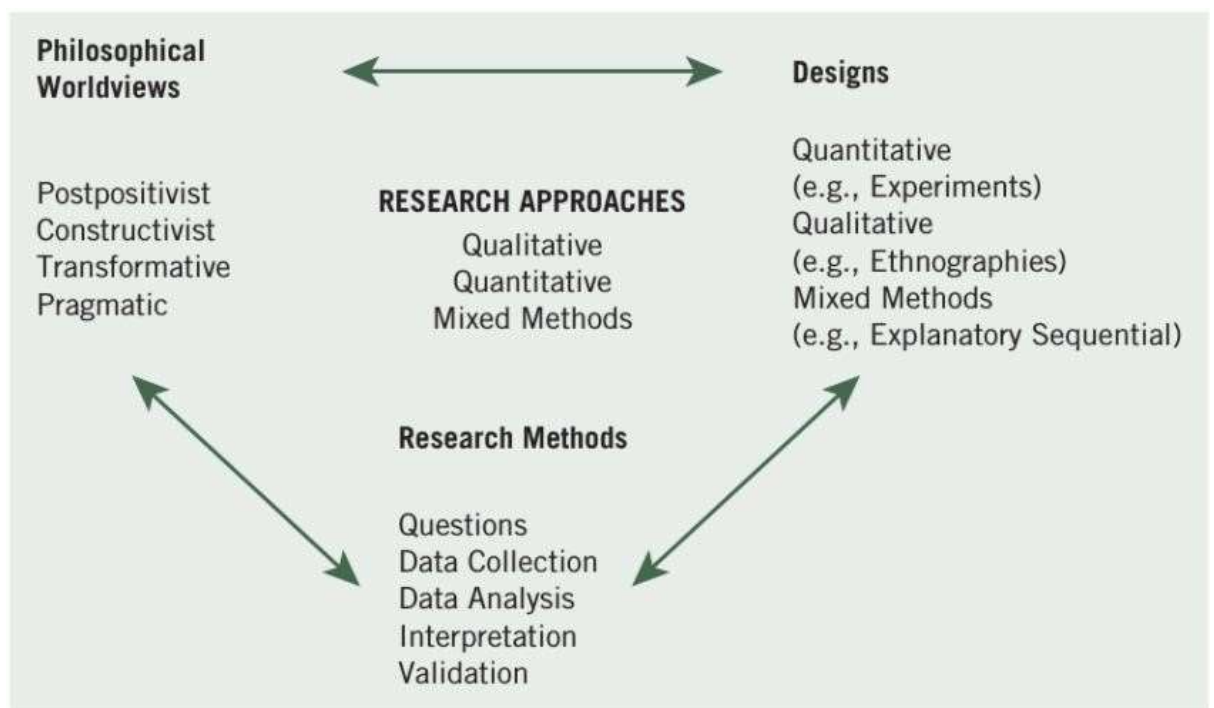 Philosophical
Worldviews
Postpositivist
Constructivist
Transformative
Pragmatic
RESEARCH APPROACHES
Qualitative
Quantitative
Mixed Methods
Designs
Quantitative
(e.g., Experiments)
Qualitative
(e.g., Ethnographies)
Mixed Methods
(e.g., Explanatory Sequential)
Research Methods
Questions
Data Collection
Data Analysis
Interpretation
Validation